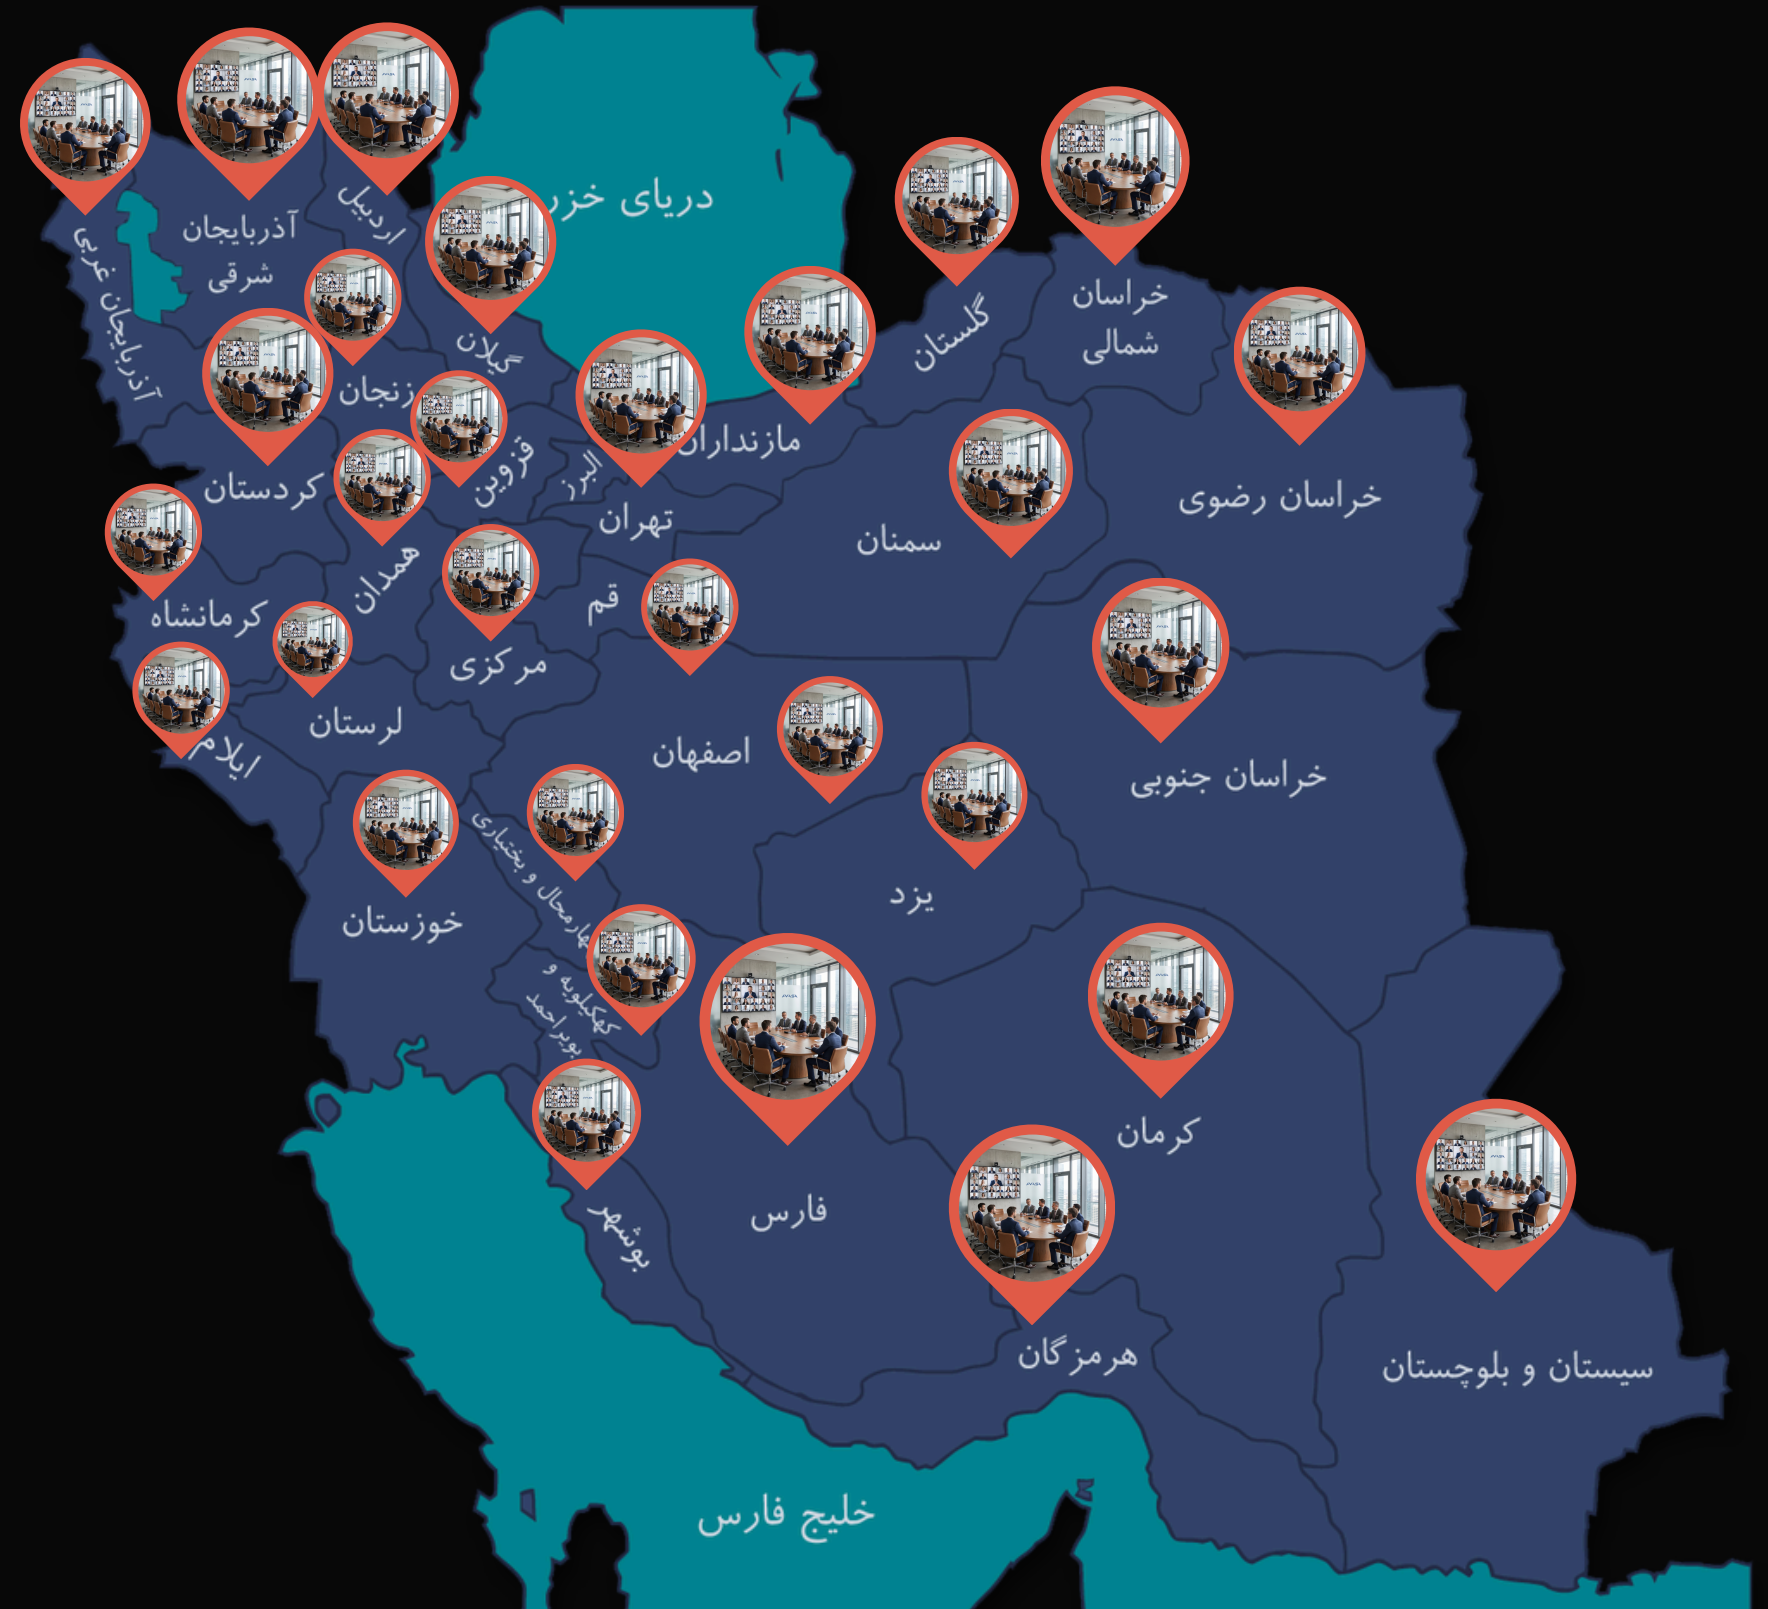 دریای خزر
آذربایجان
شرقی
اردبیل
آذربایجان غربی
گیلان
زنجان
گلستان
خراسان
شمالی
مازنداران
قزوین
البرز
تهران
کردستان
سمنان
خراسان رضوی
همدان
قم
کرمانشاه
مرکزی
لرستان
ایلام
اصفهان
خراسان جنوبی
یزد
خوزستان
چهارمحال و بختیاری
کهکیلویه و
بویراحمد
کرمان
فارس
بوشهر
هرمزگان
سیستان و بلوچستان
خلیج فارس